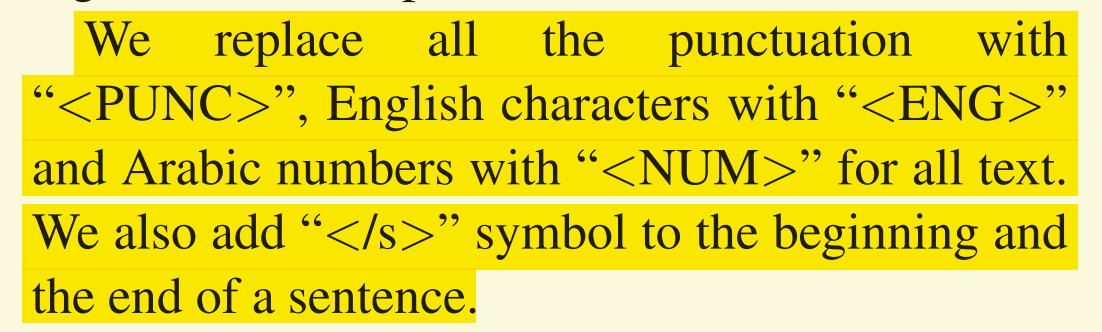 We replace all the punctuation with
“<PUNC>”, English characters with “<ENG>”
and Arabic numbers with “<NUM>” for all text.
We also add “</s>” symbol to the beginning and
the end of a sentence.